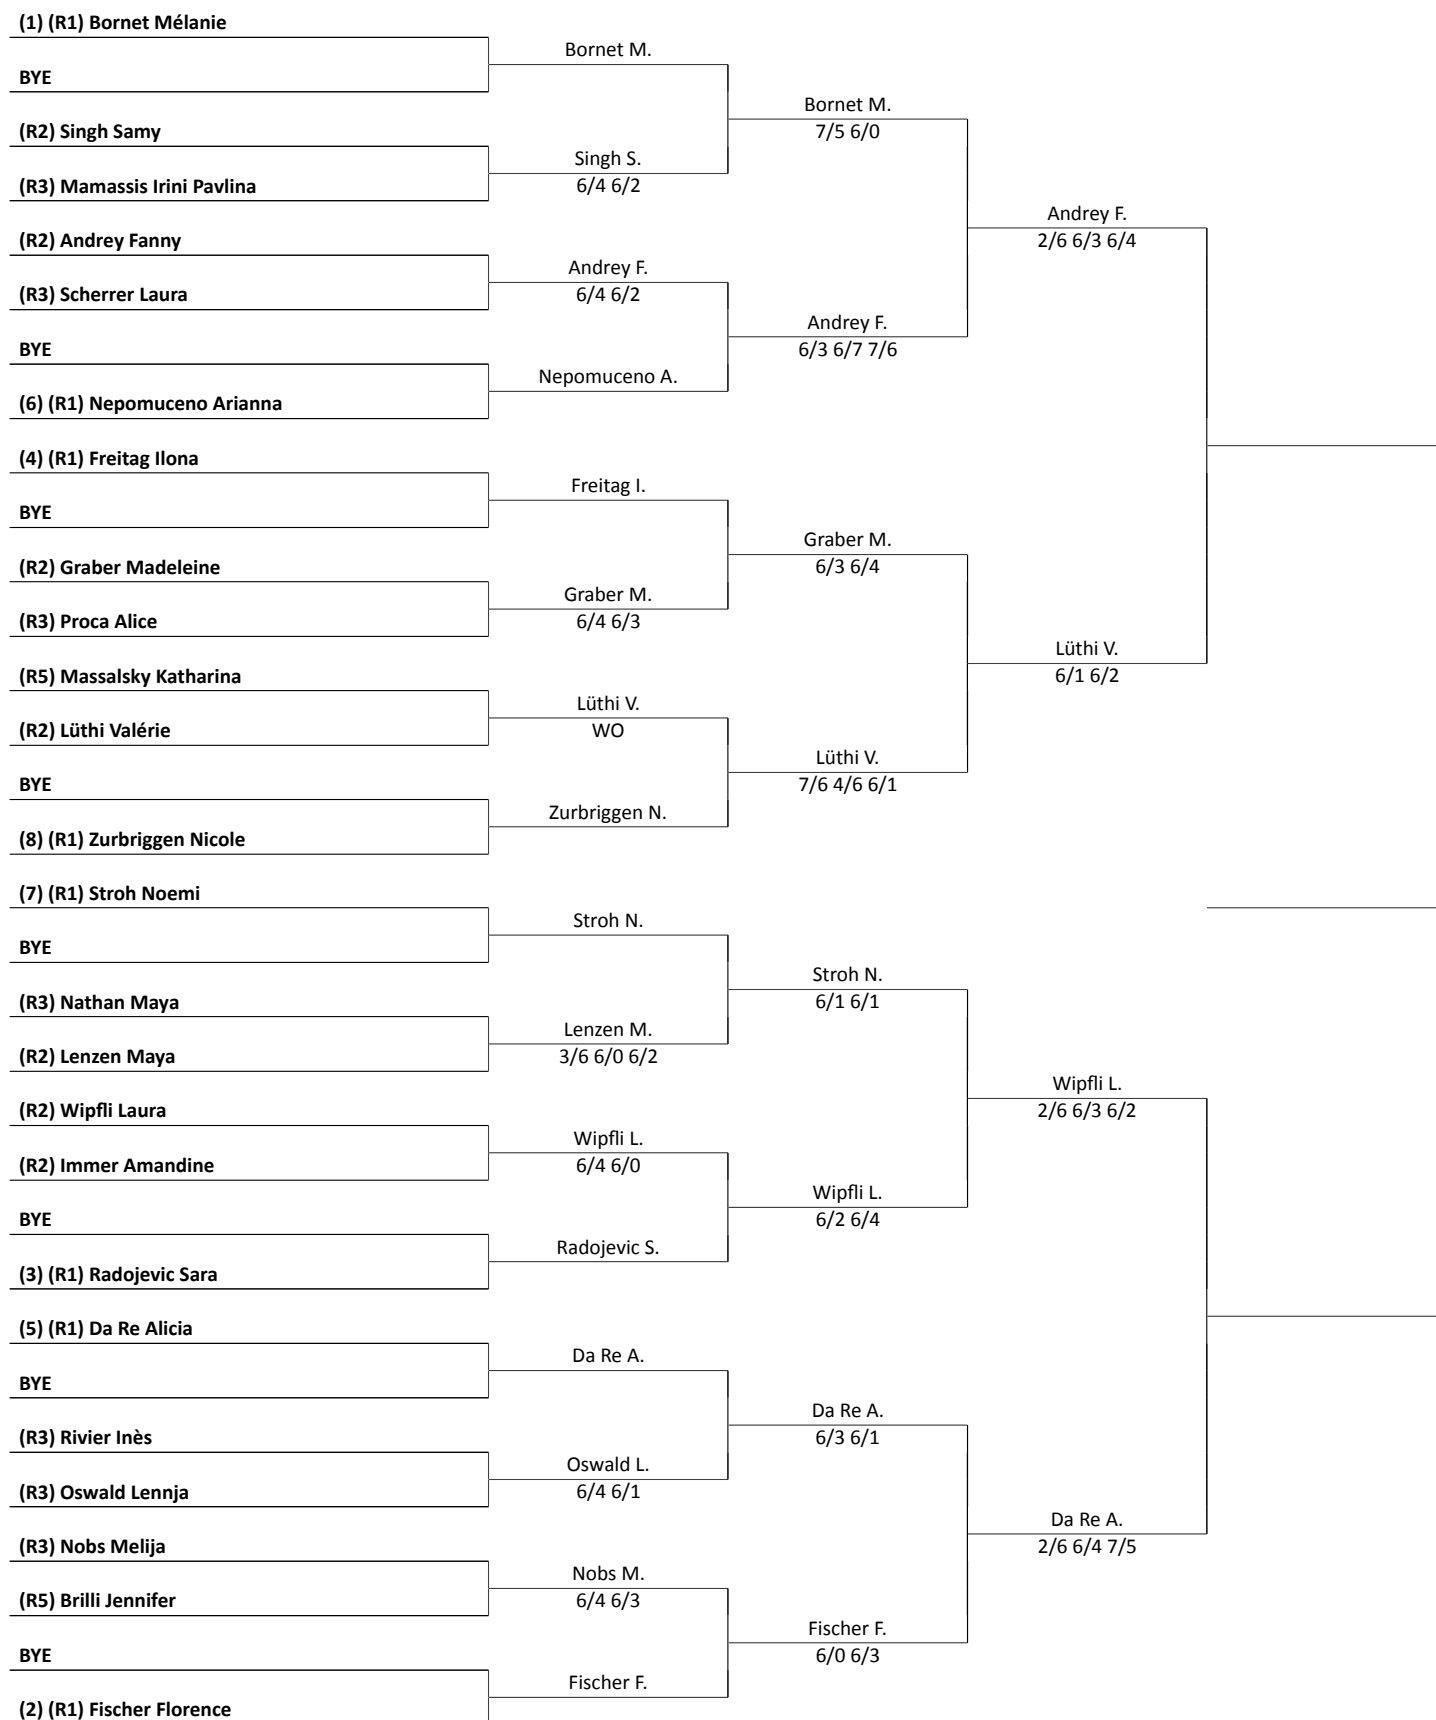 (1) (R1) Bornet Mélanie
Bornet M.
BYE
Bornet M.
7/5 6/0
(R2) Singh Samy
Singh S.
6/4 6/2
(R3) Mamassis Irini Pavlina
Andrey F.
2/6 6/3 6/4
(R2) Andrey Fanny
Andrey F.
6/4 6/2
(R3) Scherrer Laura
Andrey F.
6/3 6/7 7/6
BYE
Nepomuceno A.
(6) (R1) Nepomuceno Arianna
(4) (R1) Freitag Ilona
Freitag I.
BYE
Graber M.
6/3 6/4
(R2) Graber Madeleine
Graber M.
6/4 6/3
(R3) Proca Alice
Lüthi V.
6/1 6/2
(R5) Massalsky Katharina
Lüthi V.
WO
(R2) Lüthi Valérie
Lüthi V.
7/6 4/6 6/1
BYE
Zurbriggen N.
(8) (R1) Zurbriggen Nicole
(7) (R1) Stroh Noemi
Stroh N.
BYE
Stroh N.
6/1 6/1
(R3) Nathan Maya
Lenzen M.
3/6 6/0 6/2
(R2) Lenzen Maya
Wipfli L.
2/6 6/3 6/2
(R2) Wipfli Laura
Wipfli L.
6/4 6/0
(R2) Immer Amandine
Wipfli L.
6/2 6/4
BYE
Radojevic S.
(3) (R1) Radojevic Sara
(5) (R1) Da Re Alicia
Da Re A.
BYE
Da Re A.
6/3 6/1
(R3) Rivier Inès
Oswald L.
6/4 6/1
(R3) Oswald Lennja
Da Re A.
2/6 6/4 7/5
(R3) Nobs Melija
Nobs M.
6/4 6/3
(R5) Brilli Jennifer
Fischer F.
6/0 6/3
BYE
Fischer F.
(2) (R1) Fischer Florence